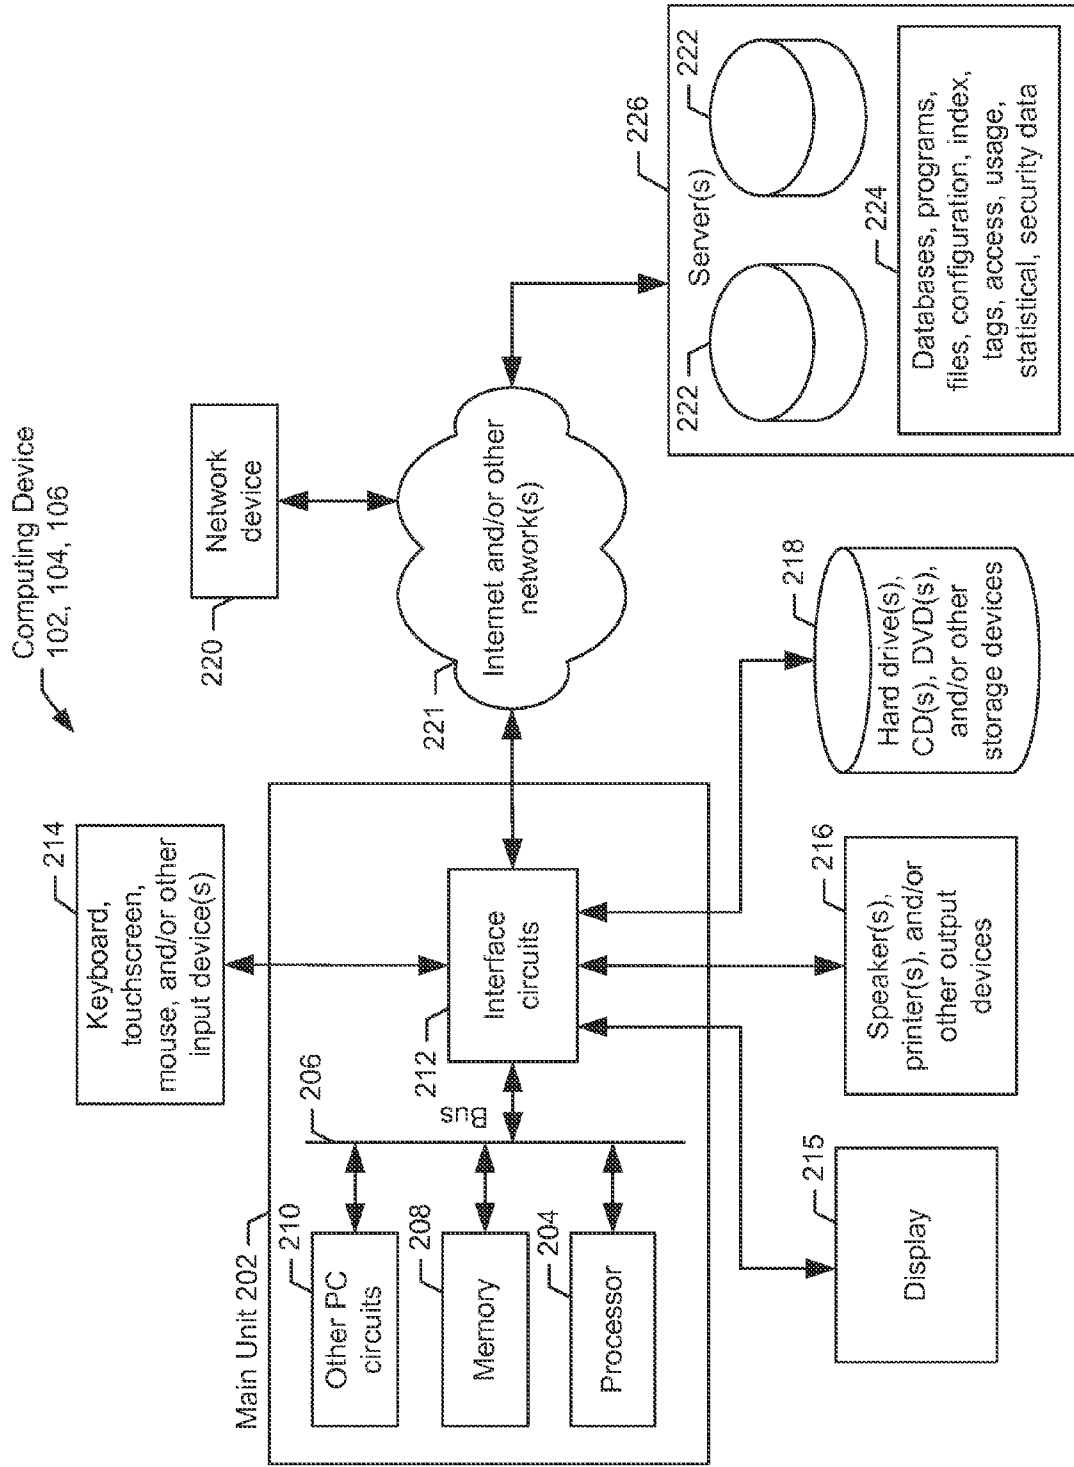 Computing Device
102, 104, 106
214
Keyboard,
touchscreen,
mouse, and/or other
input device(s)
220
Network
device
Main Unit 202
210
Other PC
circuits
208
Memory
204
Processor
206
Bus
212
Interface
circuits
221
Internet and/or other
network(s)
215
Display
216
Speaker(s),
printer(s), and/or
other output
devices
218
Hard drive(s),
CD(s), DVD(s),
and/or other
storage devices
226
Server(s)
222
222
224
Databases, programs,
files, configuration, index,
tags, access, usage,
statistical, security data